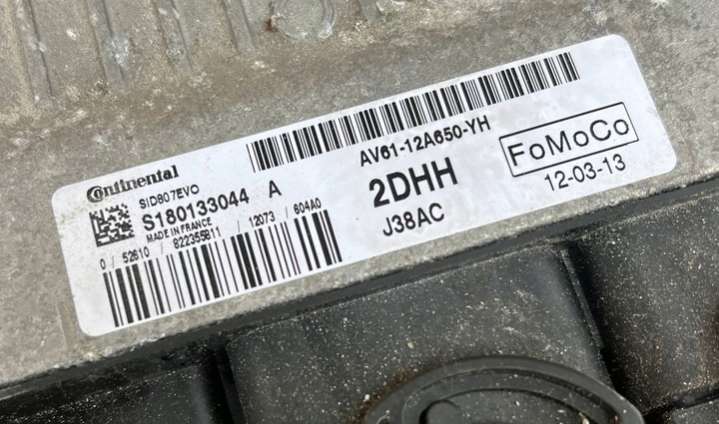 Continental
SID807EVO
S180133044 A
MADE IN FRANCE
0 / 52610 / 822355811 / 12073 / 604A0
AV61-12A650-YH
2DHH
J38AC
FoMoCo
12-03-13